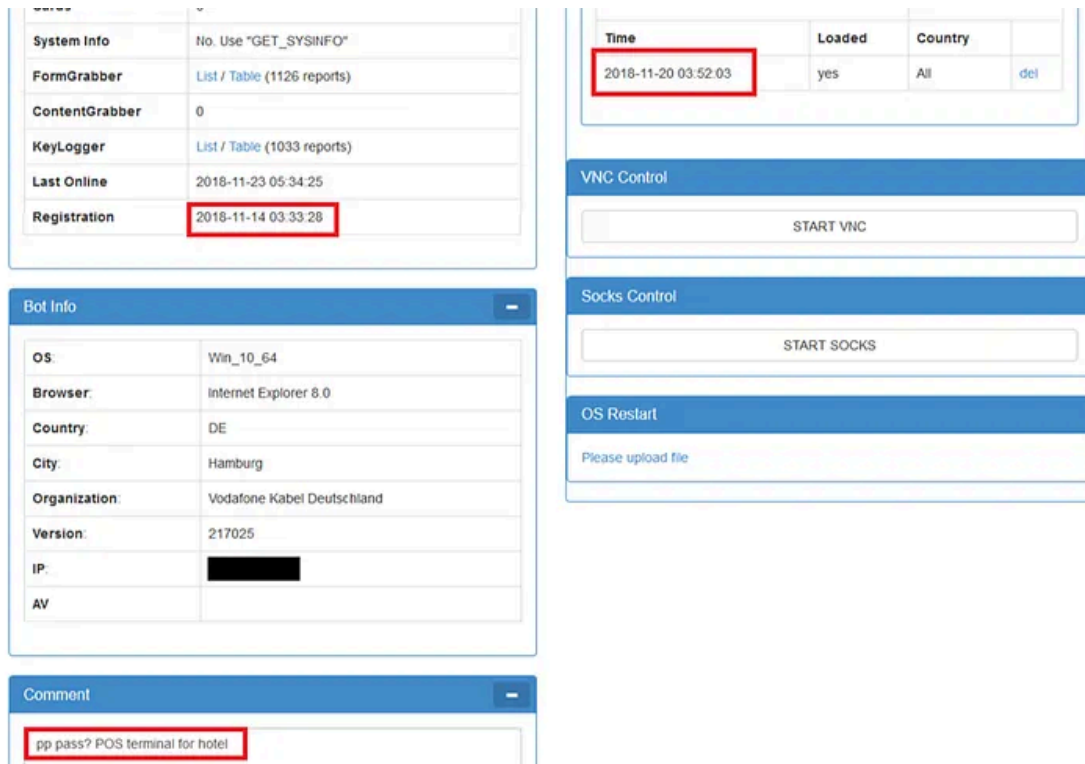 System Info No. Use "GET_SYSINFO"
FormGrabber List / Table (1126 reports)
ContentGrabber 0
KeyLogger List / Table (1033 reports)
Last Online 2018-11-23 05:34:25
Registration 2018-11-14 03:33:28
Bot Info
OS: Win_10_64
Browser: Internet Explorer 8.0
Country: DE
City: Hamburg
Organization: Vodafone Kabel Deutschland
Version: 217025
IP:
AV
Comment
pp pass? POS terminal for hotel
Time Loaded Country
2018-11-20 03:52:03 yes All del
VNC Control
START VNC
Socks Control
START SOCKS
OS Restart
Please upload file